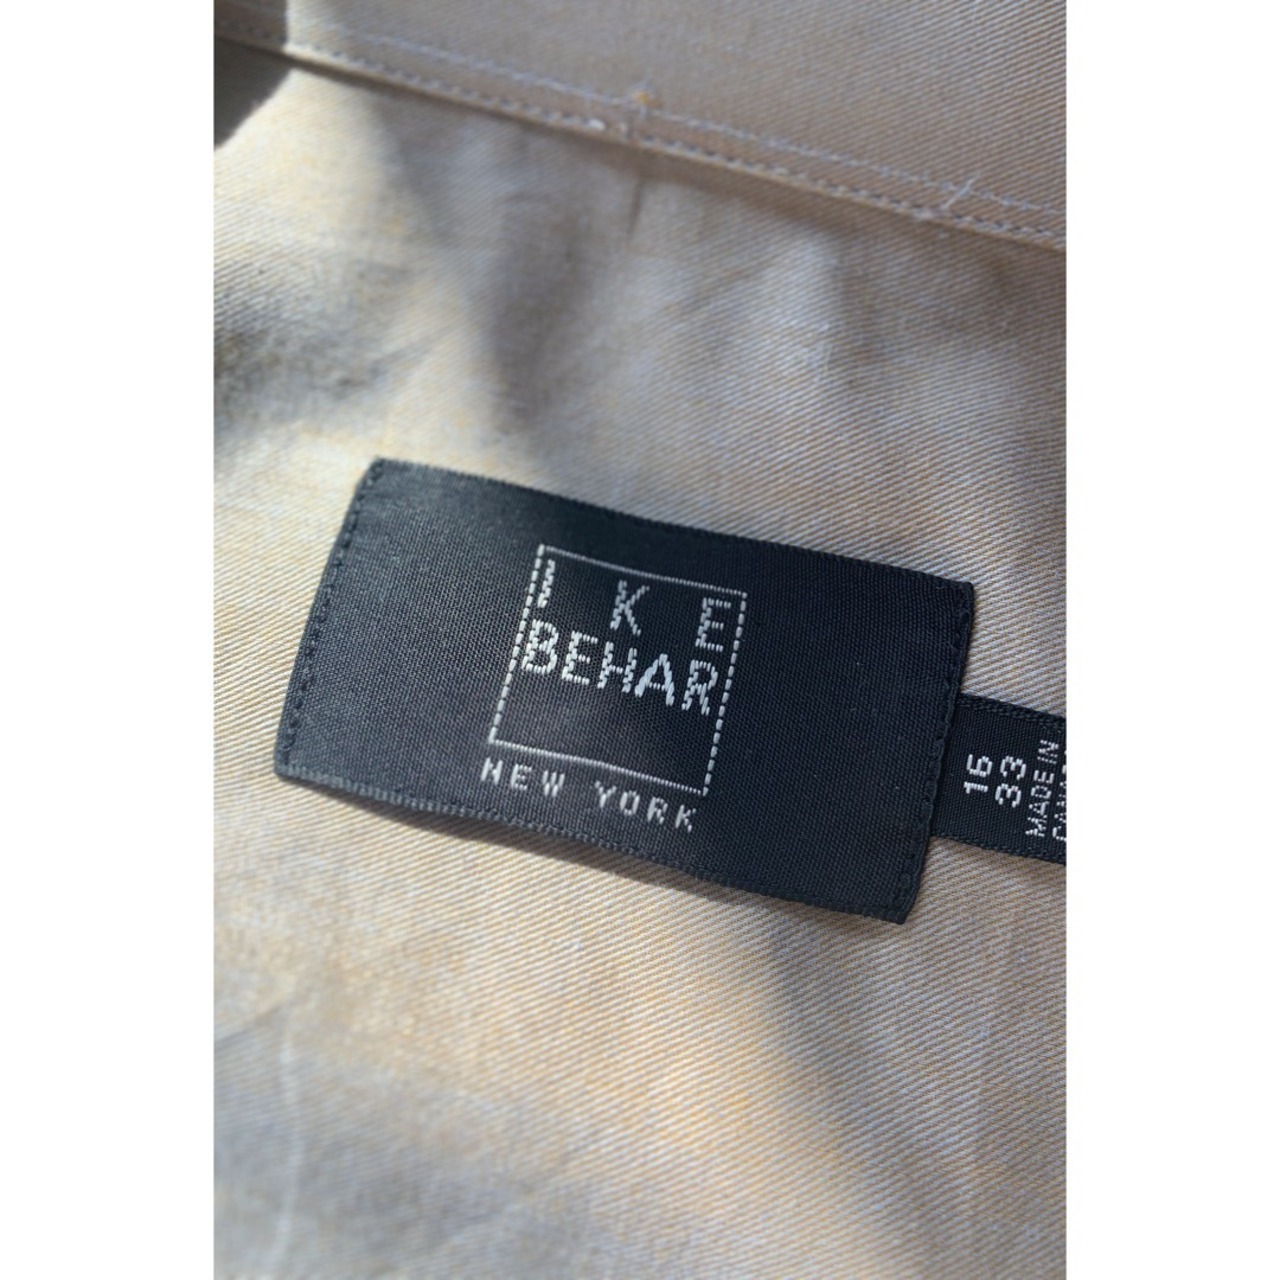 IKE
BEHAR
NEW YORK
16
33
MADE IN